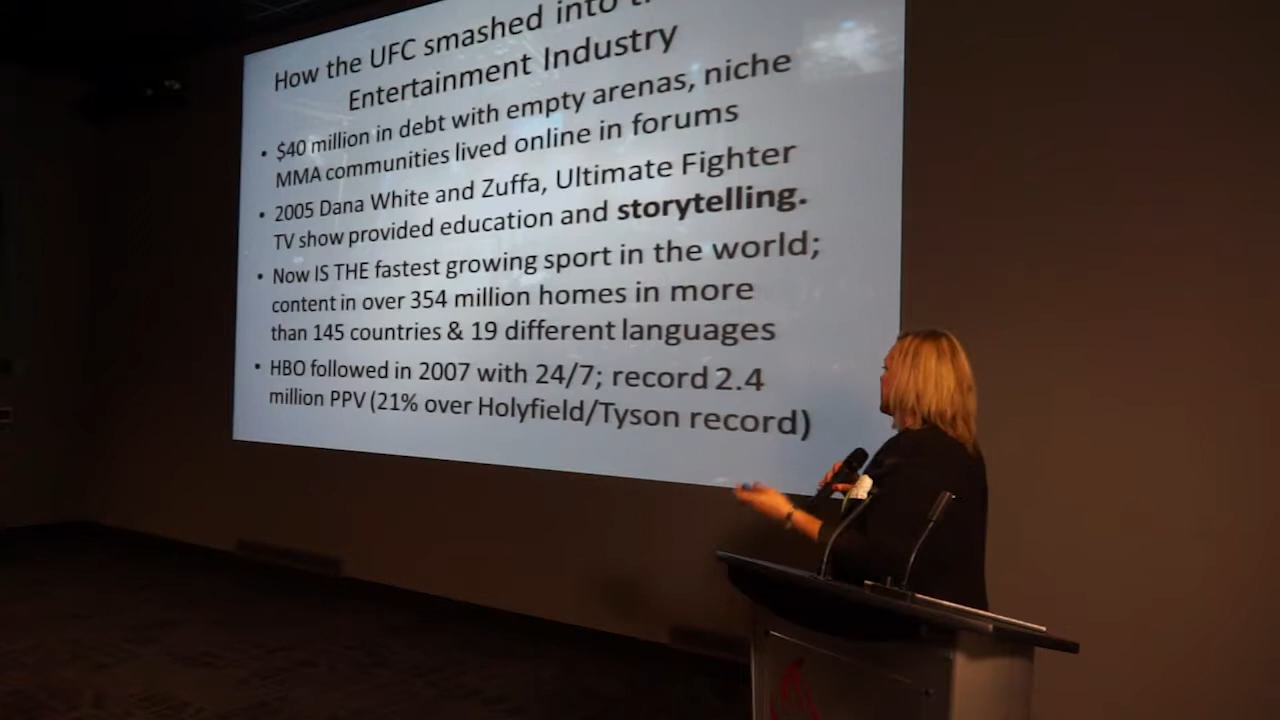 How the UFC smashed into
Entertainment Industry
• $40 million in debt with empty arenas, niche
MMA communities lived online in forums
• 2005 Dana White and Zuffa, Ultimate Fighter
TV show provided education and storytelling.
• Now IS THE fastest growing sport in the world;
content in over 354 million homes in more
than 145 countries & 19 different languages
• HBO followed in 2007 with 24/7; record 2.4
million PPV (21% over Holyfield/Tyson record)